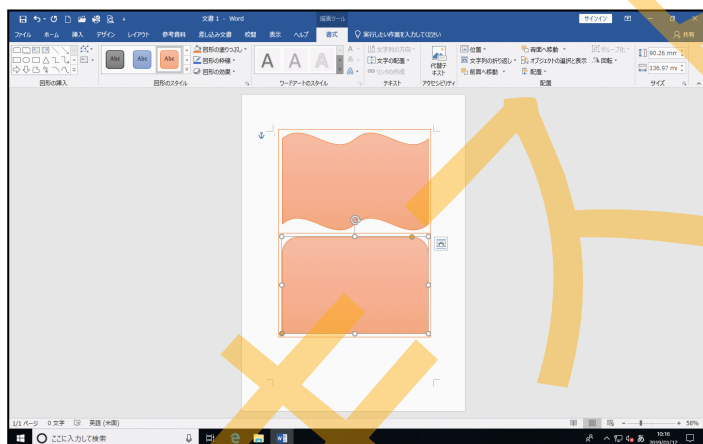 文書 1 - Word
描画ツール
サインイン
ファイル ホーム 挿入 デザイン レイアウト 参考資料 差し込み文書 校閲 表示 ヘルプ 書式 実行したい作業を入力してください 共有
Abc Abc Abc
図形の塗りつぶし
図形の枠線
図形の効果
A A A
文字列の方向
文字の配置
リンクの作成
代替テキスト
位置
文字列の折り返し
前面へ移動
背面へ移動
オブジェクトの選択と表示
配置
グループ化
回転
90.26 mm
136.97 mm
図形の挿入 図形のスタイル ワードアートのスタイル テキスト アクセシビリティ 配置 サイズ
1/1 ページ 0 文字 英語 (米国) 58%
ここに入力して検索
あ
10:16
2019/01/12